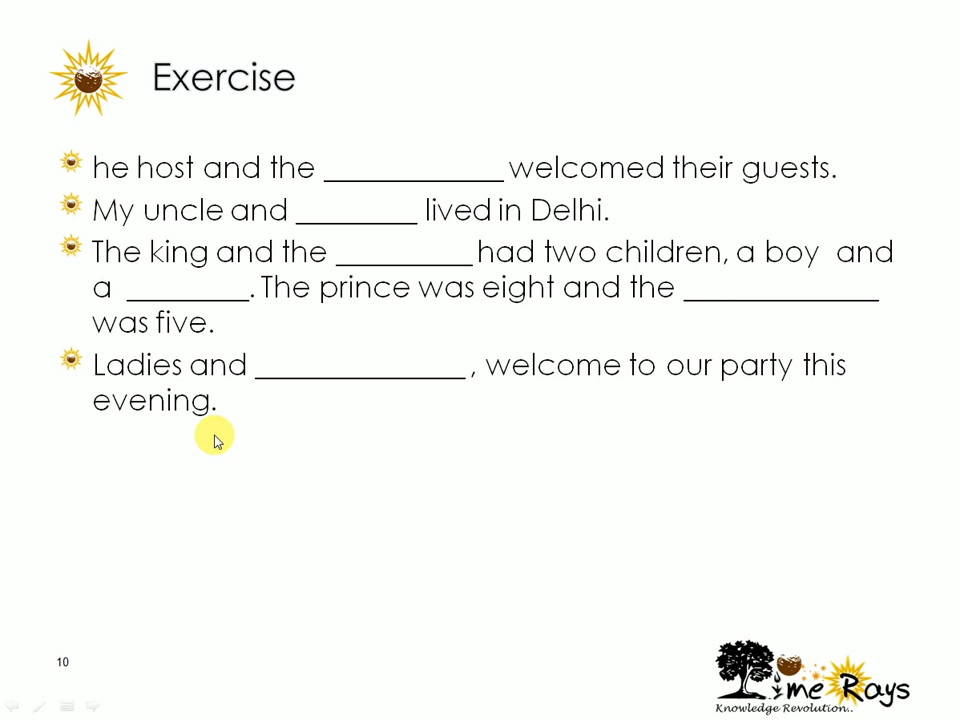 Exercise
he host and the ____________ welcomed their guests.
My uncle and ________ lived in Delhi.
The king and the _________ had two children, a boy and
a ________. The prince was eight and the _____________
was five.
Ladies and ______________ , welcome to our party this
evening.
10
me Rays
Knowledge Revolution..